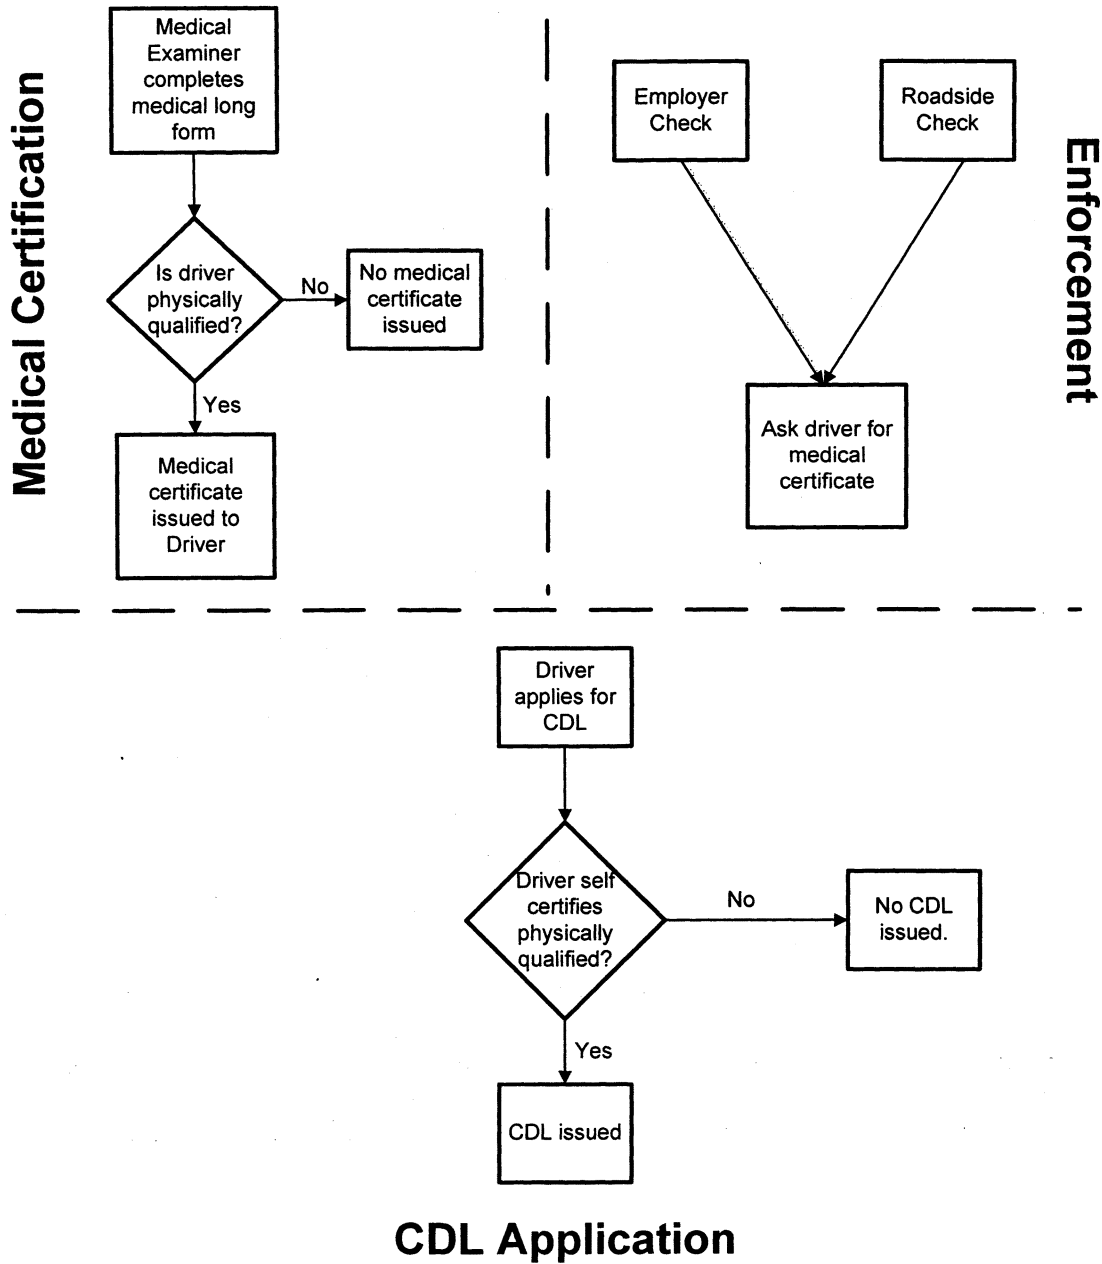 Medical Certification
Medical
Examiner
completes
medical long
form
Is driver
physically
qualified?
No
No medical
certificate
issued
Yes
Medical
certificate
issued to
Driver
Employer
Check
Roadside
Check
Ask driver for
medical
certificate
Enforcement
Driver
applies for
CDL
Driver self
certifies
physically
qualified?
No
No CDL
issued.
Yes
CDL issued
CDL Application